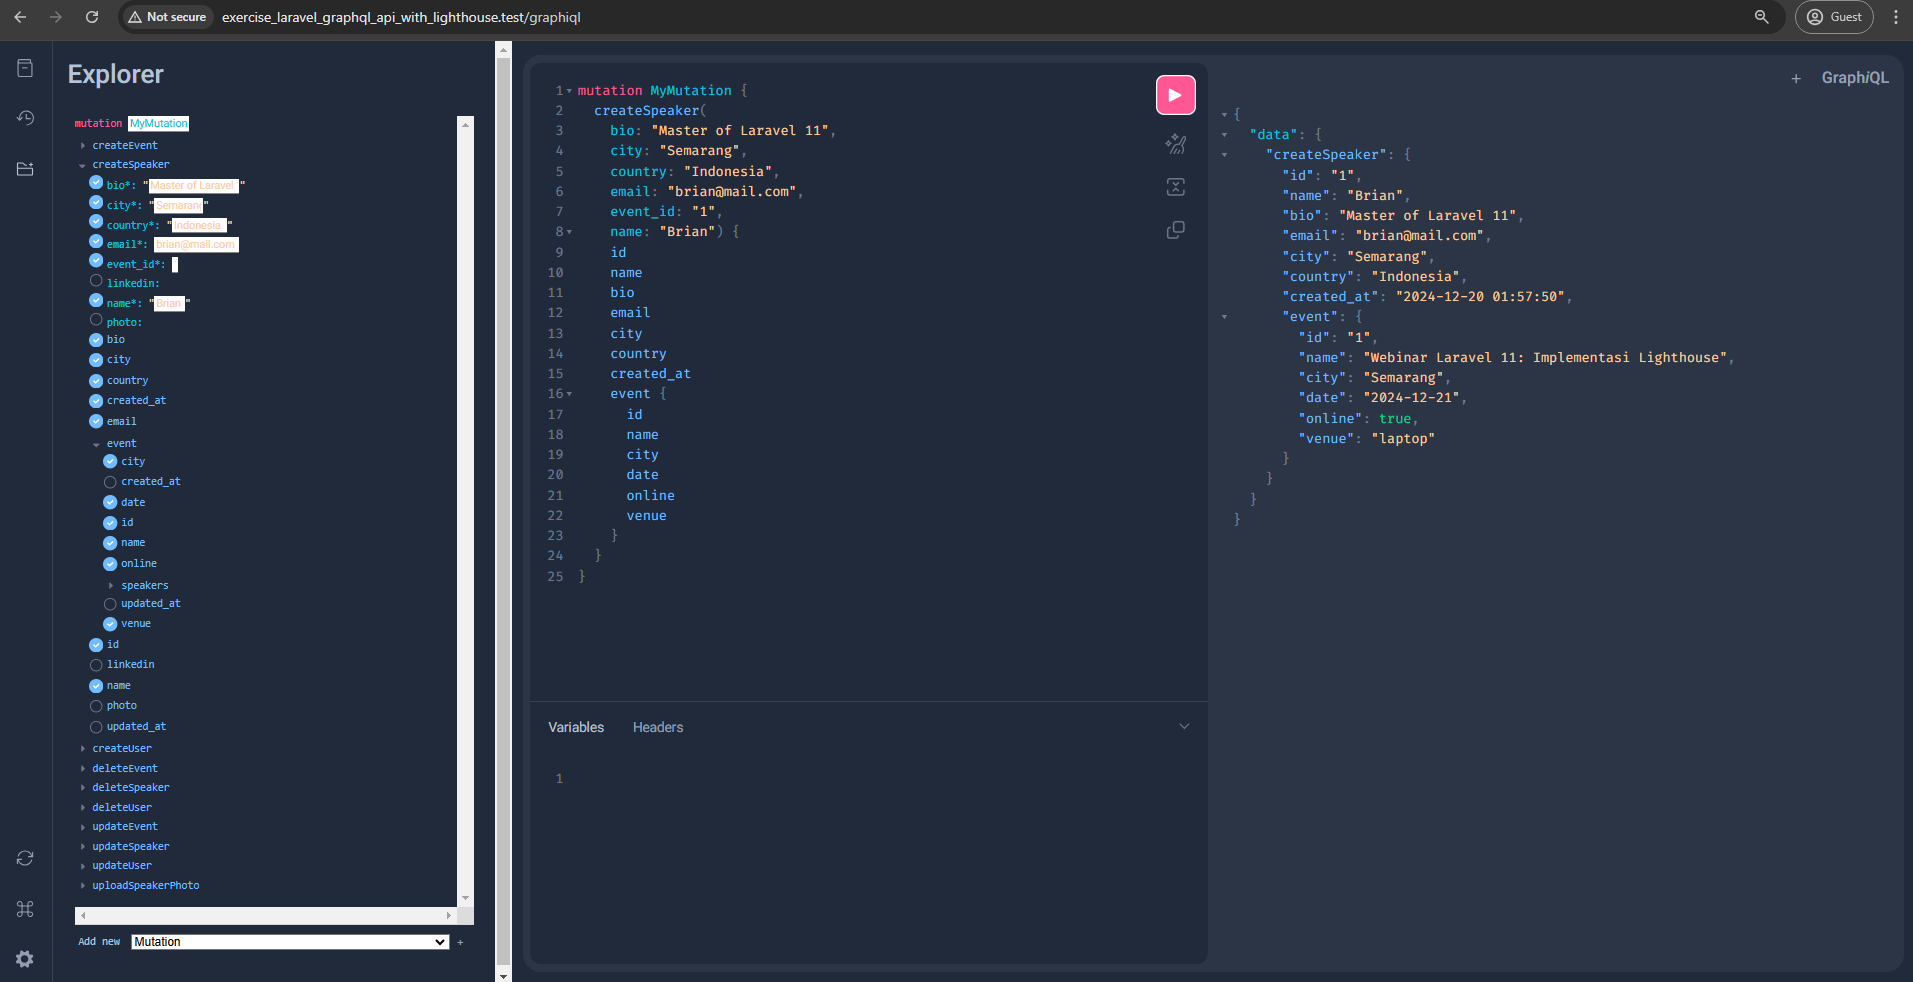 Not secure
exercise_laravel_graphql_api_with_lighthouse.test/graphiql
Guest
Explorer
mutation MyMutation
createEvent
createSpeaker
bio*: "Master of Laravel "
city*: "Semarang"
country*: "Indonesia "
email*: brian@mail.com
event_id*:
linkedin:
name*: "Brian "
photo:
bio
city
country
created_at
email
event
city
created_at
date
id
name
online
speakers
updated_at
venue
id
linkedin
name
photo
updated_at
createUser
deleteEvent
deleteSpeaker
deleteUser
updateEvent
updateSpeaker
updateUser
uploadSpeakerPhoto
Add new Mutation +
1 mutation MyMutation {
2 createSpeaker(
3 bio: "Master of Laravel 11",
4 city: "Semarang",
5 country: "Indonesia",
6 email: "brian@mail.com",
7 event_id: "1",
8 name: "Brian") {
9 id
10 name
11 bio
12 email
13 city
14 country
15 created_at
16 event {
17 id
18 name
19 city
20 date
21 online
22 venue
23 }
24 }
25 }
Variables Headers
1
+ GraphiQL
{
"data": {
"createSpeaker": {
"id": "1",
"name": "Brian",
"bio": "Master of Laravel 11",
"email": "brian@mail.com",
"city": "Semarang",
"country": "Indonesia",
"created_at": "2024-12-20 01:57:50",
"event": {
"id": "1",
"name": "Webinar Laravel 11: Implementasi Lighthouse",
"city": "Semarang",
"date": "2024-12-21",
"online": true,
"venue": "laptop"
}
}
}
}